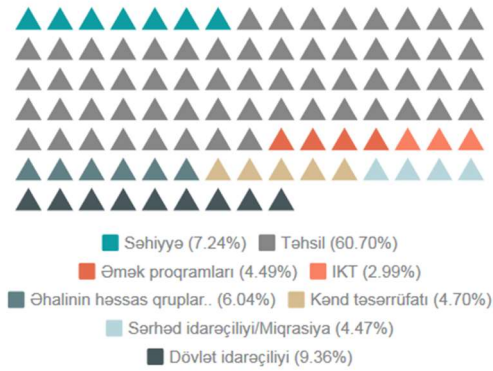 Səhiyyə (7.24%) Təhsil (60.70%)
Əmək proqramları (4.49%) IKT (2.99%)
Əhalinin həssas qruplar.. (6.04%) Kənd təsərrüfatı (4.70%)
Sərhəd idarəçiliyi/Miqrasiya (4.47%)
Dövlət idarəçiliyi (9.36%)